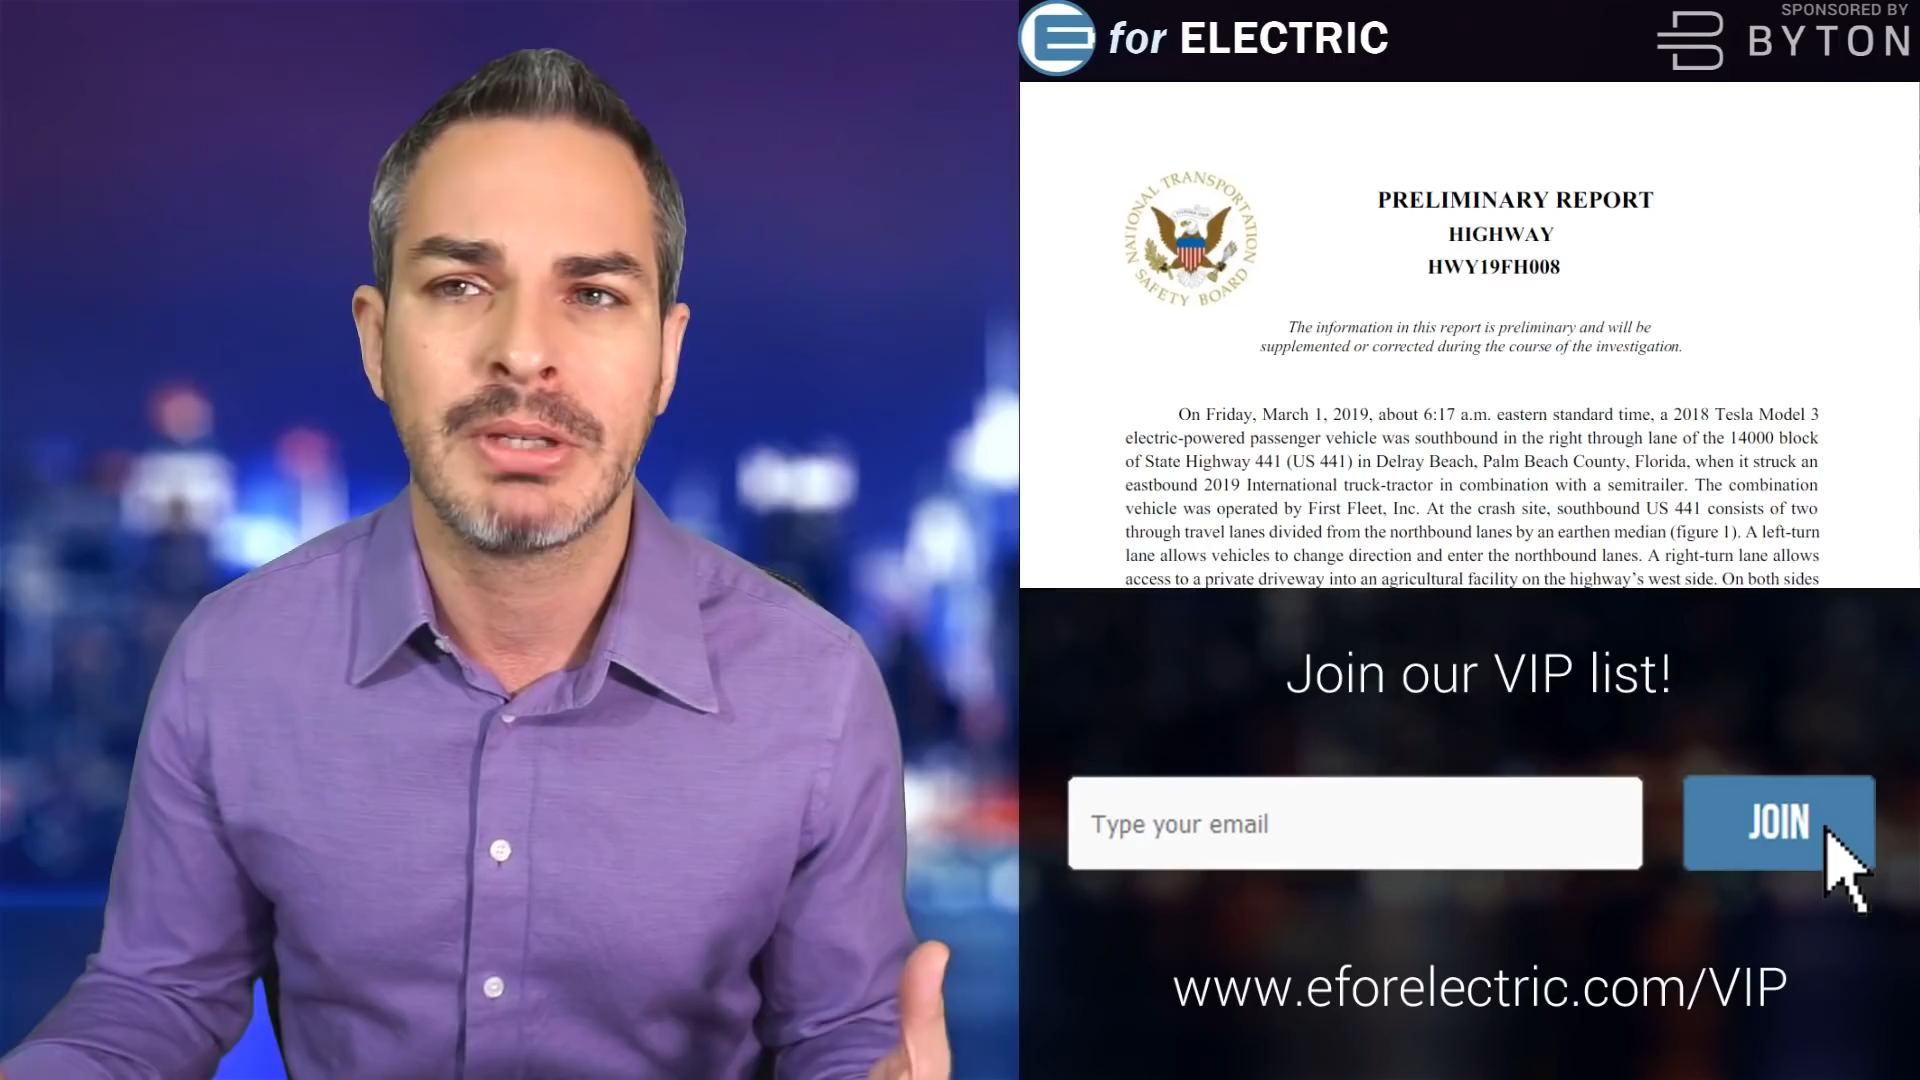 E for ELECTRIC
SPONSORED BY
BYTON
NATIONAL TRANSPORTATION SAFETY BOARD
PRELIMINARY REPORT
HIGHWAY
HWY19FH008
The information in this report is preliminary and will be
supplemented or corrected during the course of the investigation.
On Friday, March 1, 2019, about 6:17 a.m. eastern standard time, a 2018 Tesla Model 3
electric-powered passenger vehicle was southbound in the right through lane of the 14000 block
of State Highway 441 (US 441) in Delray Beach, Palm Beach County, Florida, when it struck an
eastbound 2019 International truck-tractor in combination with a semitrailer. The combination
vehicle was operated by First Fleet, Inc. At the crash site, southbound US 441 consists of two
through travel lanes divided from the northbound lanes by an earthen median (figure 1). A left-turn
lane allows vehicles to change direction and enter the northbound lanes. A right-turn lane allows
access to a private driveway into an agricultural facility on the highway's west side. On both sides
Join our VIP list!
Type your email
JOIN
www.eforelectric.com/VIP